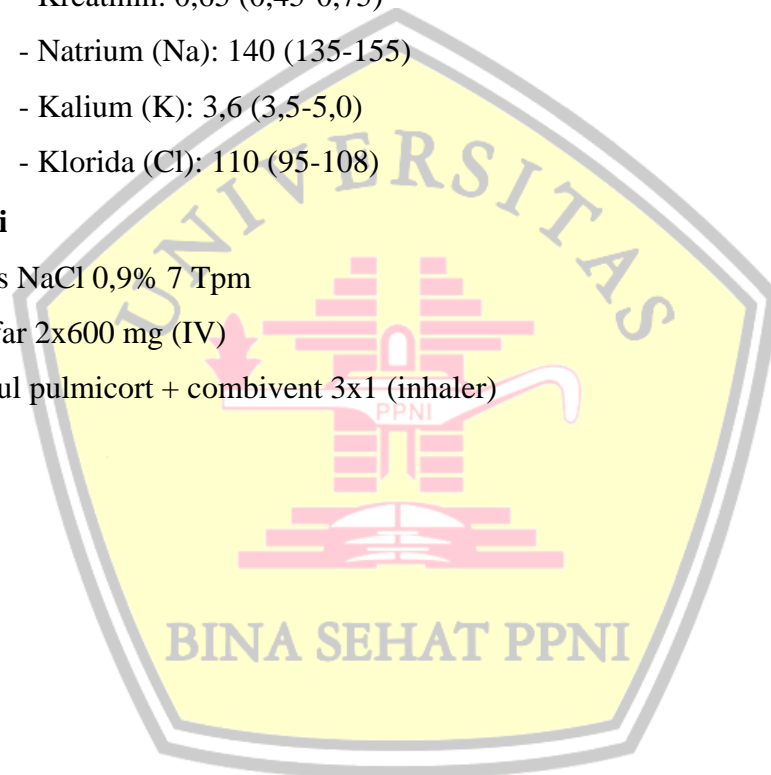 - Natrium (Na): 140 (135-155)
- Kalium (K): 3,6 (3,5-5,0)
- Klorida (Cl): 110 (95-108)
i
s NaCl 0,9% 7 Tpm
far 2x600 mg (IV)
ul pulmicort + combivent 3x1 (inhaler)
UNIVERSITAS
PPNI
BINA SEHAT PPNI